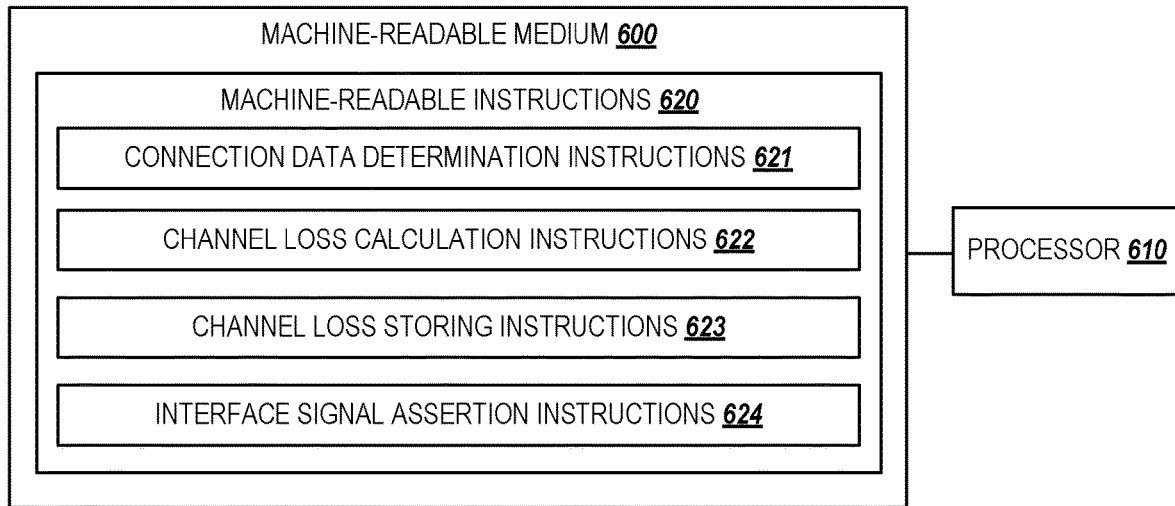 MACHINE-READABLE MEDIUM 600
MACHINE-READABLE INSTRUCTIONS 620
CONNECTION DATA DETERMINATION INSTRUCTIONS 621
CHANNEL LOSS CALCULATION INSTRUCTIONS 622
CHANNEL LOSS STORING INSTRUCTIONS 623
INTERFACE SIGNAL ASSERTION INSTRUCTIONS 624
PROCESSOR 610